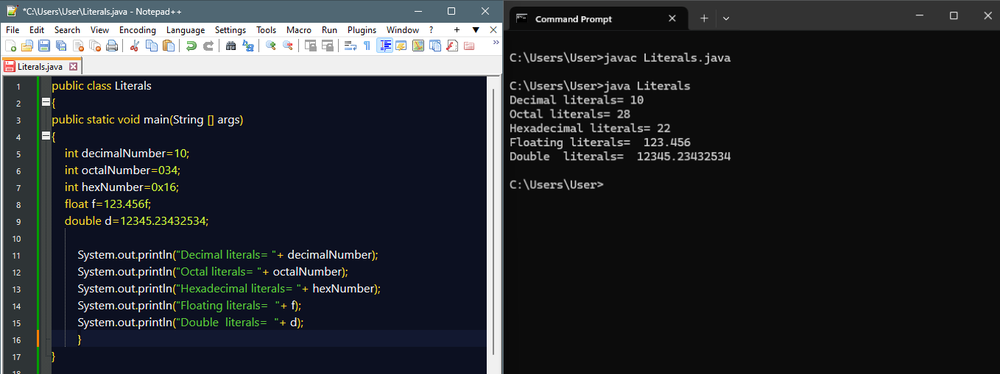 *C:\Users\User\Literals.java - Notepad++
File Edit Search View Encoding Language Settings Tools Macro Run Plugins Window ? + ▼ X
Literals.java
1 public class Literals
2 {
3 public static void main(String [] args)
4 {
5 int decimalNumber=10;
6 int octalNumber=034;
7 int hexNumber=0x16;
8 float f=123.456f;
9 double d=12345.23432534;
10
11 System.out.println("Decimal literals= "+ decimalNumber);
12 System.out.println("Octal literals= "+ octalNumber);
13 System.out.println("Hexadecimal literals= "+ hexNumber);
14 System.out.println("Floating literals=  "+ f);
15 System.out.println("Double  literals=  "+ d);
16 }
17 }
18
Command Prompt
C:\Users\User>javac Literals.java
C:\Users\User>java Literals
Decimal literals= 10
Octal literals= 28
Hexadecimal literals= 22
Floating literals=  123.456
Double  literals=  12345.23432534
C:\Users\User>